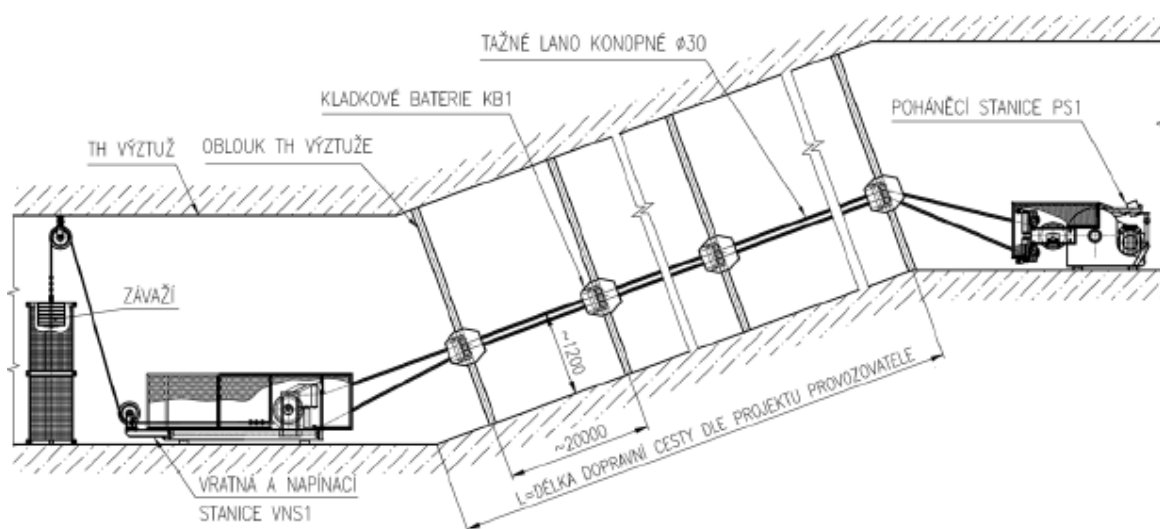 TAŽNÉ LANO KONOPNÉ ø30
KLADKOVÉ BATERIE KB1
POHÁNĚCÍ STANICE PS1
TH VÝZTUŽ
OBLOUK TH VÝZTUŽE
ZÁVAŽÍ
~1200
~20000
L=DÉLKA DOPRAVNÍ CESTY DLE PROJEKTU PROVOZOVATELE
VRATNÁ A NAPÍNACÍ
STANICE VNS1